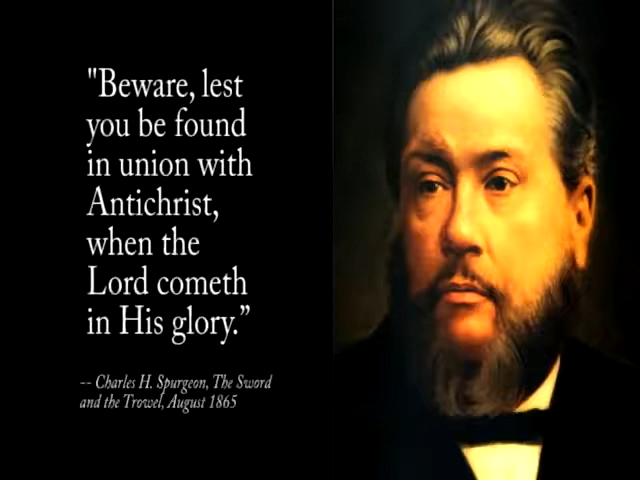 "Beware, lest
you be found
in union with
Antichrist,
when the
Lord cometh
in His glory.”
-- Charles H. Spurgeon, The Sword
and the Trowel, August 1865